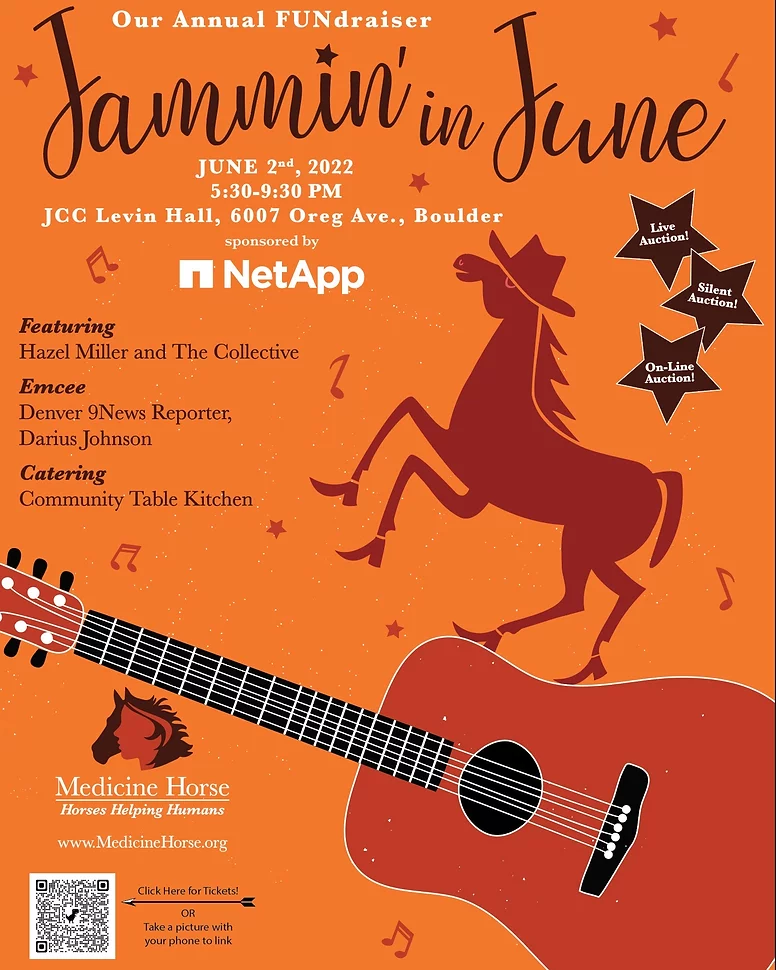 Our Annual FUNdraiser
Jammin' in June
JUNE 2nd, 2022
5:30-9:30 PM
JCC Levin Hall, 6007 Oreg Ave., Boulder
sponsored by
NetApp
Live
Auction!
Silent
Auction!
On-Line
Auction!
Featuring
Hazel Miller and The Collective
Emcee
Denver 9News Reporter,
Darius Johnson
Catering
Community Table Kitchen
Medicine Horse
Horses Helping Humans
www.MedicineHorse.org
Click Here for Tickets!
OR
Take a picture with
your phone to link